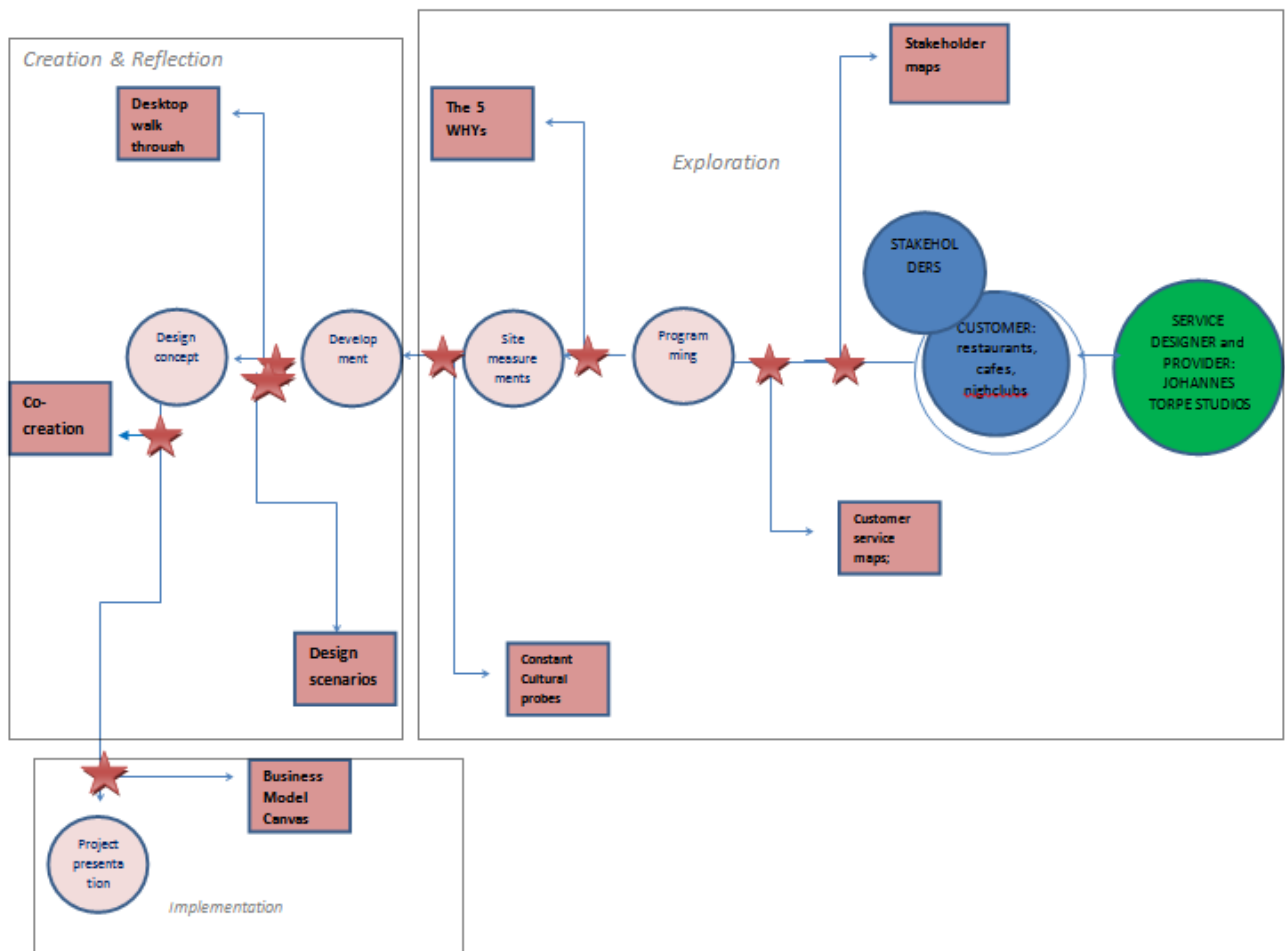 Creation & Reflection
Desktop
walk
through
Design
concept
Develop
ment
Co-
creation
Design
scenarios
Stakeholder
maps
The 5
WHYs
Exploration
STAKEHOL
DERS
Site
measure
ments
Program
ming
CUSTOMER:
restaurants,
cafes,
nighclubs
SERVICE
DESIGNER and
PROVIDER:
JOHANNES
TORPE STUDIOS
Customer
service
maps;
Constant
Cultural
probes
Business
Model
Canvas
Project
presenta
tion
Implementation